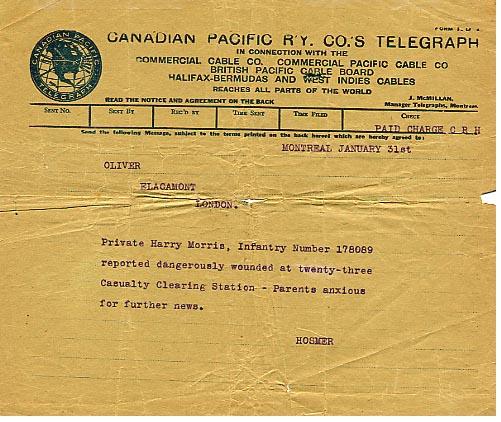 CANADIAN PACIFIC
TELEGRAPH
CANADIAN PACIFIC R'Y. CO.'S TELEGRAPH
IN CONNECTION WITH THE
COMMERCIAL CABLE CO. COMMERCIAL PACIFIC CABLE CO
BRITISH PACIFIC CABLE BOARD
HALIFAX-BERMUDAS AND WEST INDIES CABLES
REACHES ALL PARTS OF THE WORLD
READ THE NOTICE AND AGREEMENT ON THE BACK
J. McMILLAN,
Manager Telegraphs, Montreal.
SENT NO. SENT BY REC'D BY TIME SENT TIME FILED CHECK
PAID CHARGE C R H
Send the following Message, subject to the terms printed on the back hereof which are hereby agreed to:
MONTREAL JANUARY 31st
OLIVER
FLAGAMONT
LONDON.
Private Harry Morris, Infantry Number 178089
reported dangerously wounded at twenty-three
Casualty Clearing Station - Parents anxious
for further news.
HOSMER